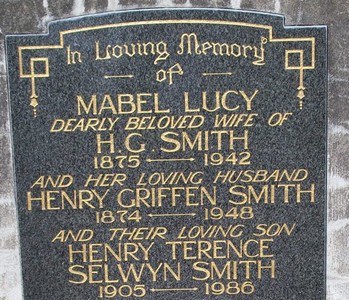 In Loving Memory
of
MABEL LUCY
DEARLY BELOVED WIFE OF
H.G. SMITH
1875 ⟷ 1942
AND HER LOVING HUSBAND
HENRY GRIFFEN SMITH
1874 ⟷ 1948
AND THEIR LOVING SON
HENRY TERENCE
SELWYN SMITH
1905 ⟷ 1986